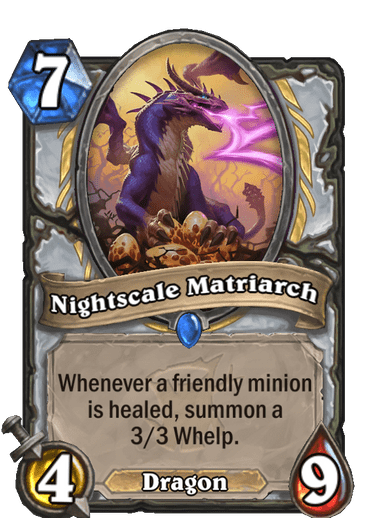 7
Nightscale Matriarch
Whenever a friendly minion
is healed, summon a
3/3 Whelp.
4
Dragon
9